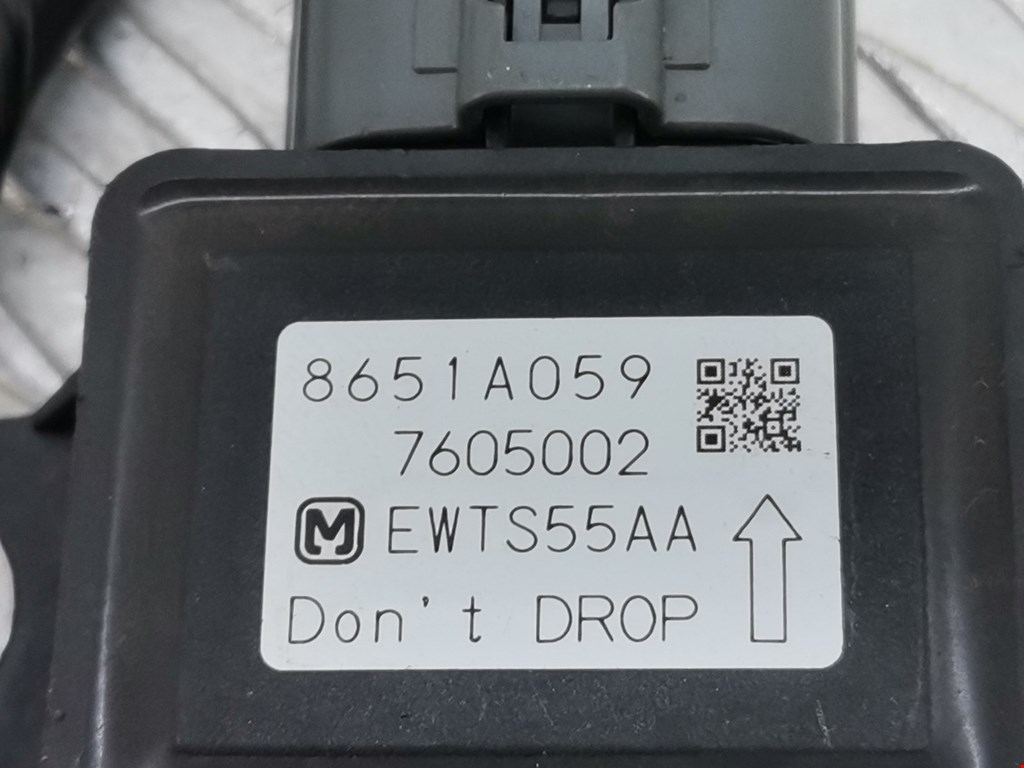 8651A059
7605002
M EWTS55AA
Don't DROP